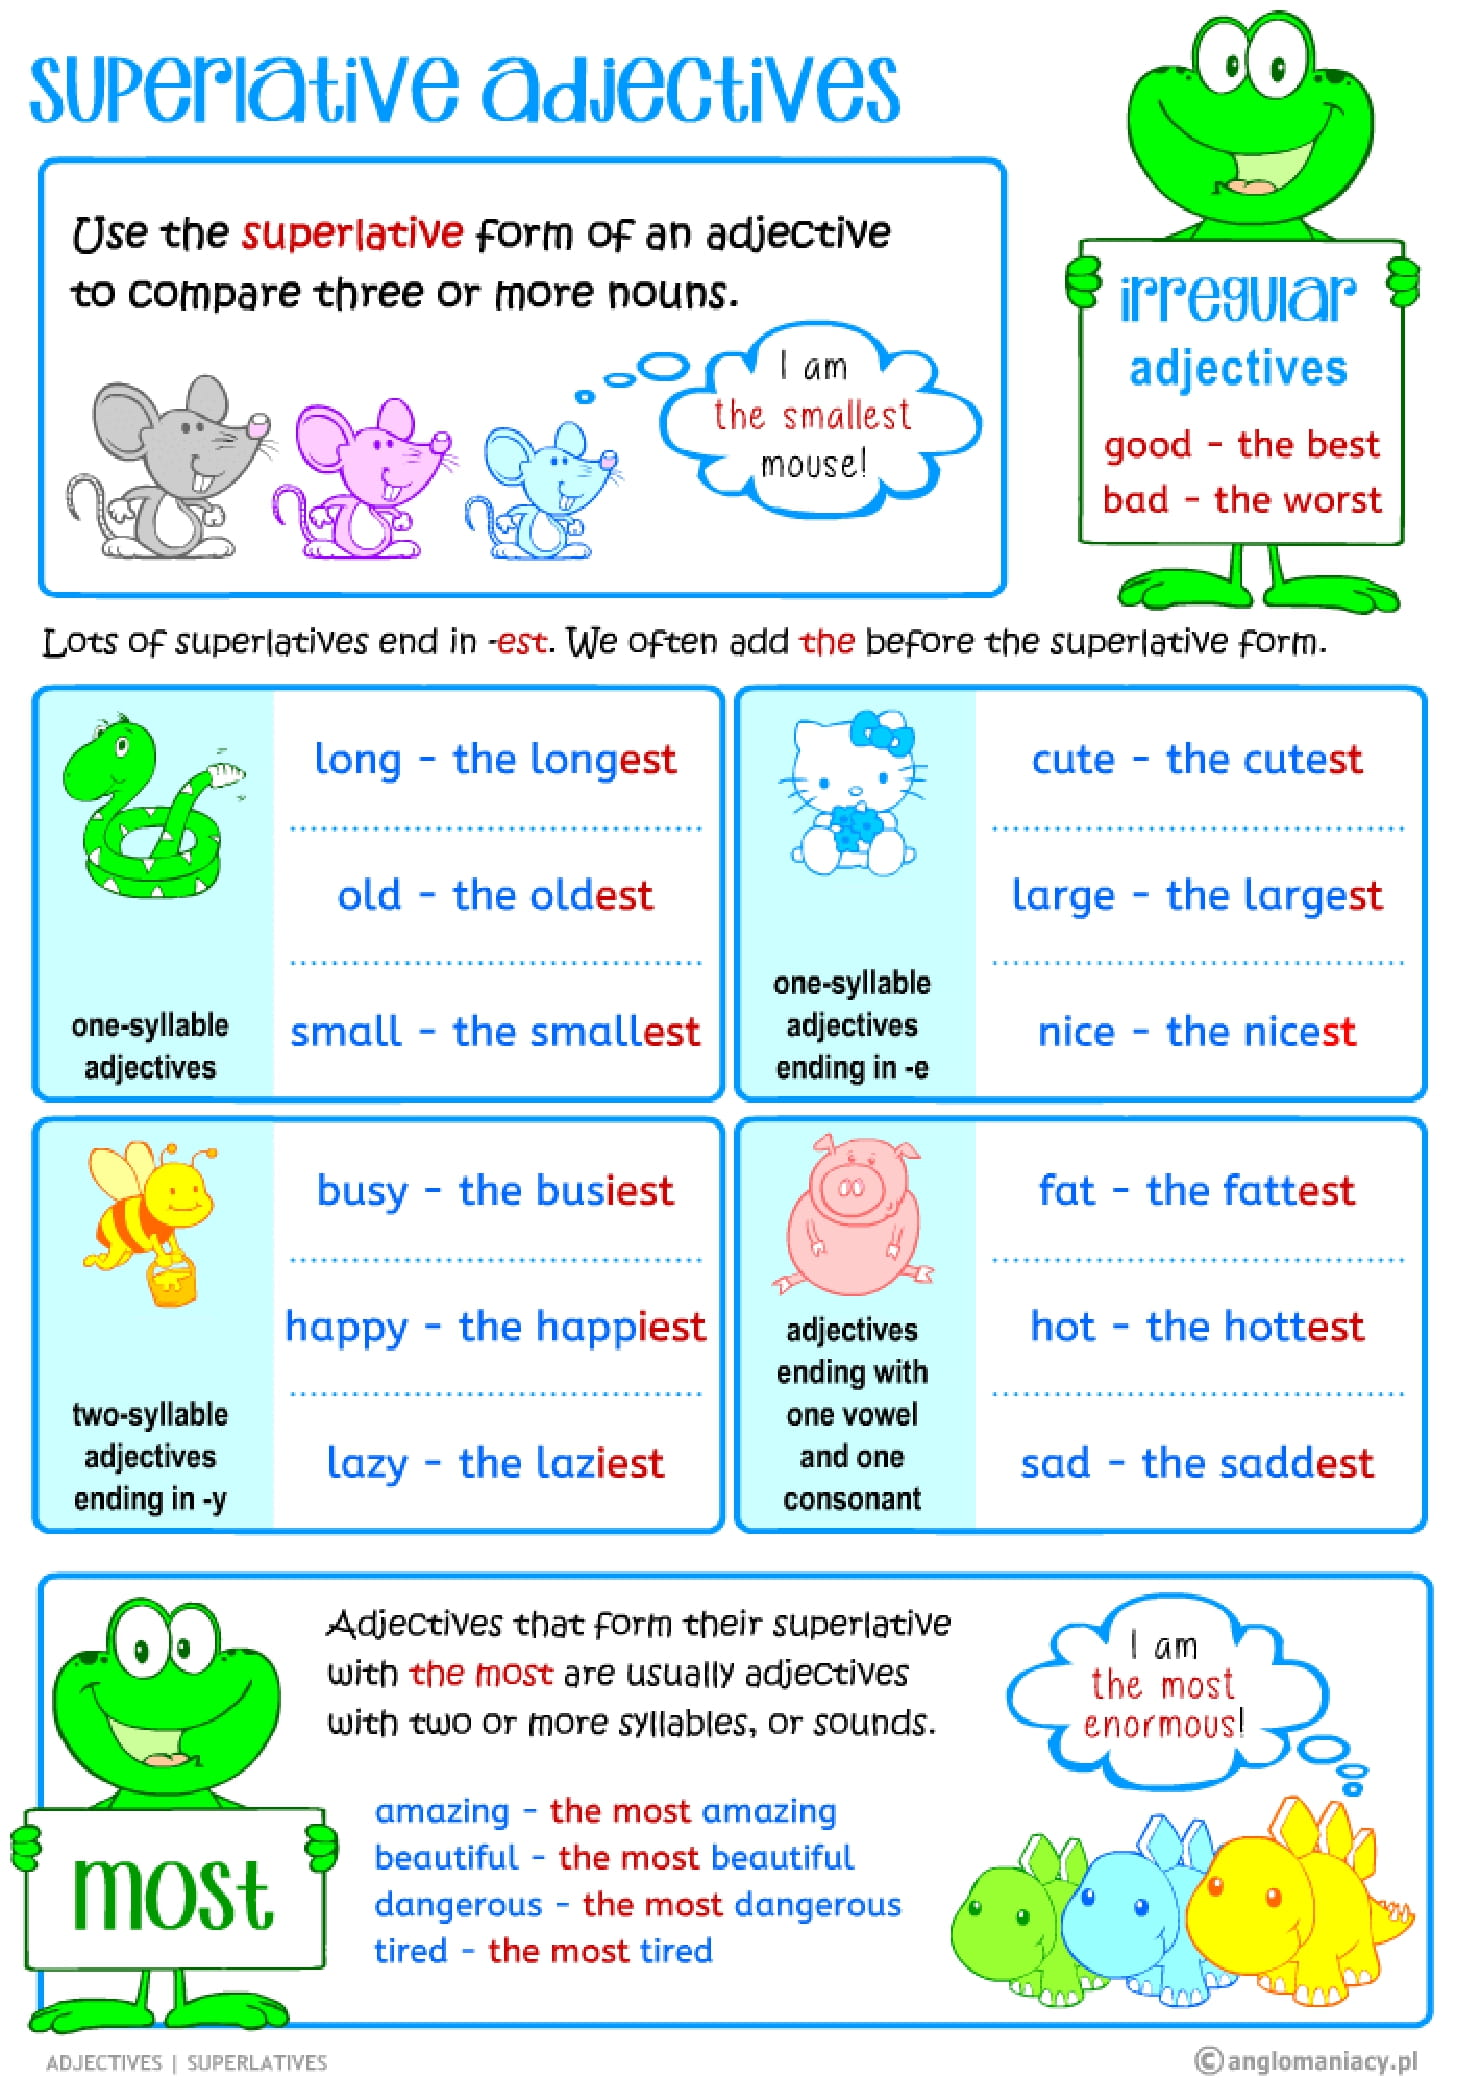 superlative adjectives
Use the superlative form of an adjective
to compare three or more nouns.
I am
the smallest
mouse!
irregular
adjectives
good - the best
bad - the worst
Lots of superlatives end in -est. We often add the before the superlative form.
long - the longest
old - the oldest
small - the smallest
one-syllable
adjectives
cute - the cutest
large - the largest
nice - the nicest
one-syllable
adjectives
ending in -e
busy - the busiest
happy - the happiest
lazy - the laziest
two-syllable
adjectives
ending in -y
fat - the fattest
hot - the hottest
sad - the saddest
adjectives
ending with
one vowel
and one
consonant
Adjectives that form their superlative
with the most are usually adjectives
with two or more syllables, or sounds.
I am
the most
enormous!
most
amazing - the most amazing
beautiful - the most beautiful
dangerous - the most dangerous
tired - the most tired
ADJECTIVES | SUPERLATIVES
©anglomaniacy.pl